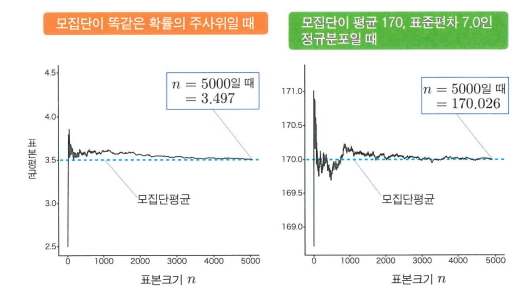 모집단이 똑같은 확률의 주사위일 때
4.5
4.0
3.5
3.0
2.5
표본평균
n = 5000일 때
= 3.497
모집단평균
0 1000 2000 3000 4000 5000
표본크기 n
모집단이 평균 170, 표준편차 7.0인
정규분포일 때
171.0
170.5
170.0
169.5
169.0
n = 5000일 때
= 170.026
모집단평균
0 1000 2000 3000 4000 5000
표본크기 n